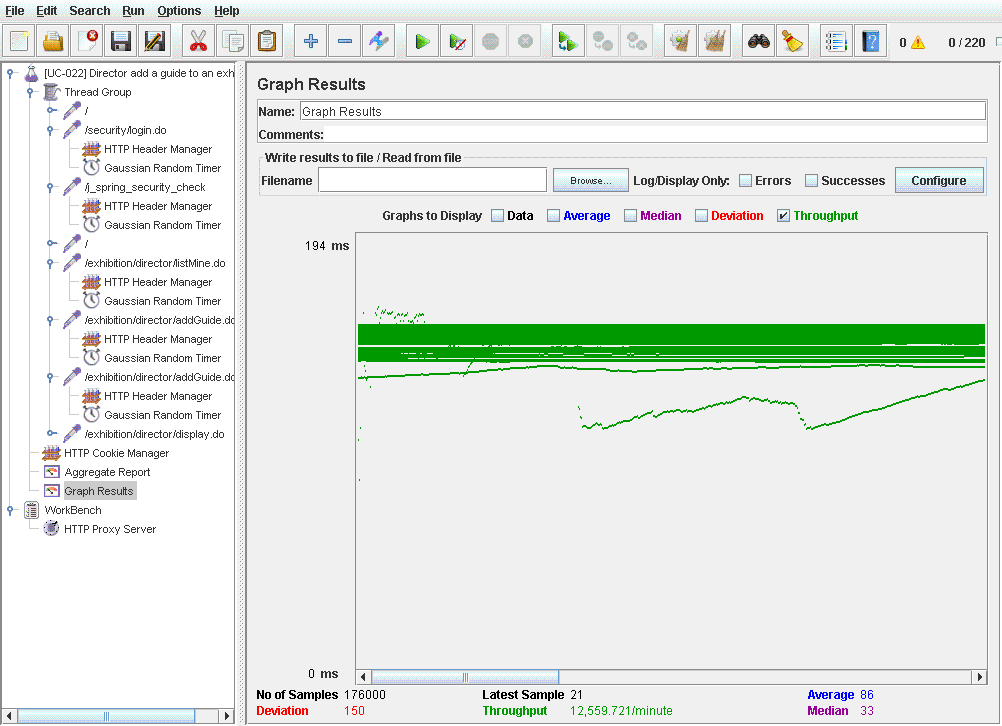 File Edit Search Run Options Help
0 0 / 220
[UC-022] Director add a guide to an exh
Thread Group
/
/security/login.do
HTTP Header Manager
Gaussian Random Timer
/j_spring_security_check
HTTP Header Manager
Gaussian Random Timer
/
/exhibition/director/listMine.do
HTTP Header Manager
Gaussian Random Timer
/exhibition/director/addGuide.do
HTTP Header Manager
Gaussian Random Timer
/exhibition/director/addGuide.do
HTTP Header Manager
Gaussian Random Timer
/exhibition/director/display.do
HTTP Cookie Manager
Aggregate Report
Graph Results
WorkBench
HTTP Proxy Server
Graph Results
Name: Graph Results
Comments:
Write results to file / Read from file
Filename Browse... Log/Display Only: Errors Successes Configure
Graphs to Display Data Average Median Deviation Throughput
194 ms
0 ms
No of Samples 176000 Latest Sample 21 Average 86
Deviation 150 Throughput 12,559.721/minute Median 33